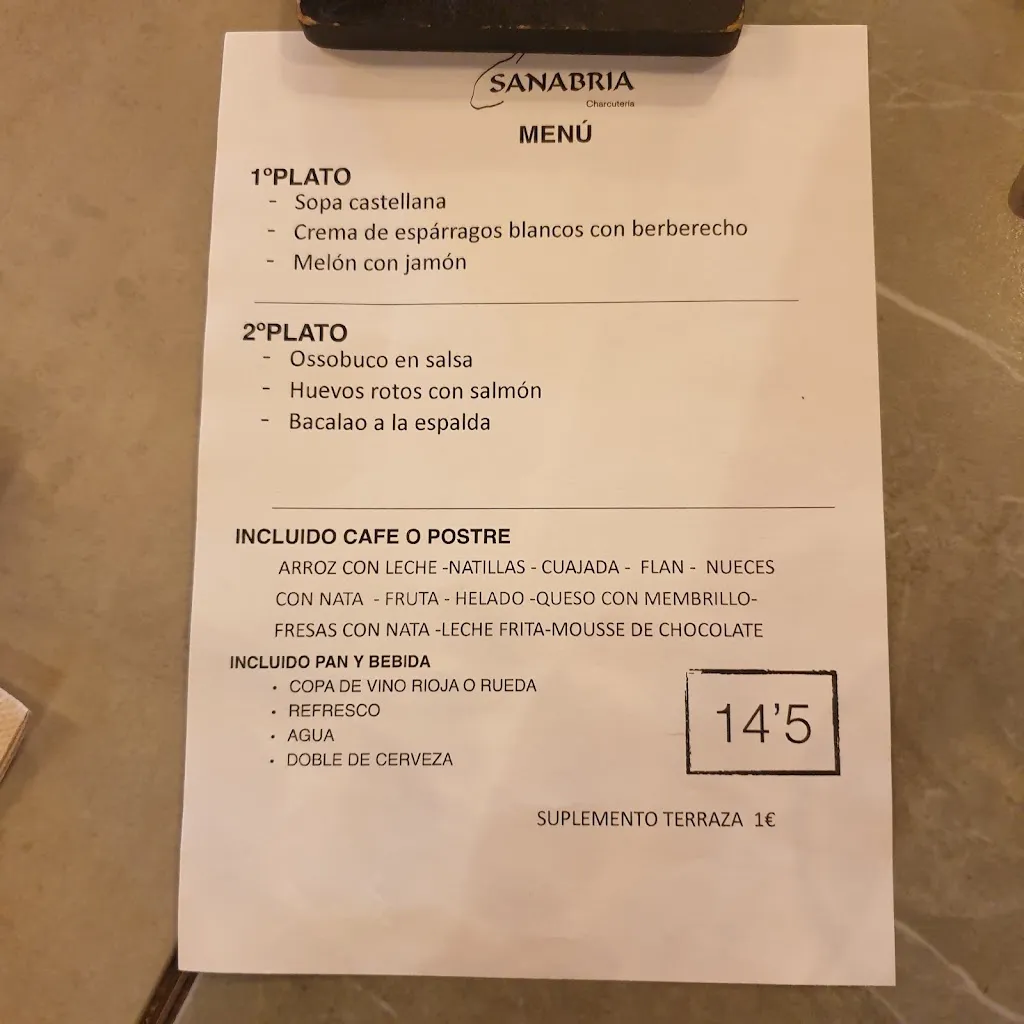 SANABRIA
Charcutería
MENÚ
1ºPLATO
- Sopa castellana
- Crema de espárragos blancos con berberecho
- Melón con jamón
2ºPLATO
- Ossobuco en salsa
- Huevos rotos con salmón
- Bacalao a la espalda
INCLUIDO CAFE O POSTRE
ARROZ CON LECHE -NATILLAS - CUAJADA - FLAN - NUECES
CON NATA - FRUTA - HELADO -QUESO CON MEMBRILLO-
FRESAS CON NATA -LECHE FRITA-MOUSSE DE CHOCOLATE
INCLUIDO PAN Y BEBIDA
• COPA DE VINO RIOJA O RUEDA
• REFRESCO
• AGUA
• DOBLE DE CERVEZA
14'5
SUPLEMENTO TERRAZA 1€